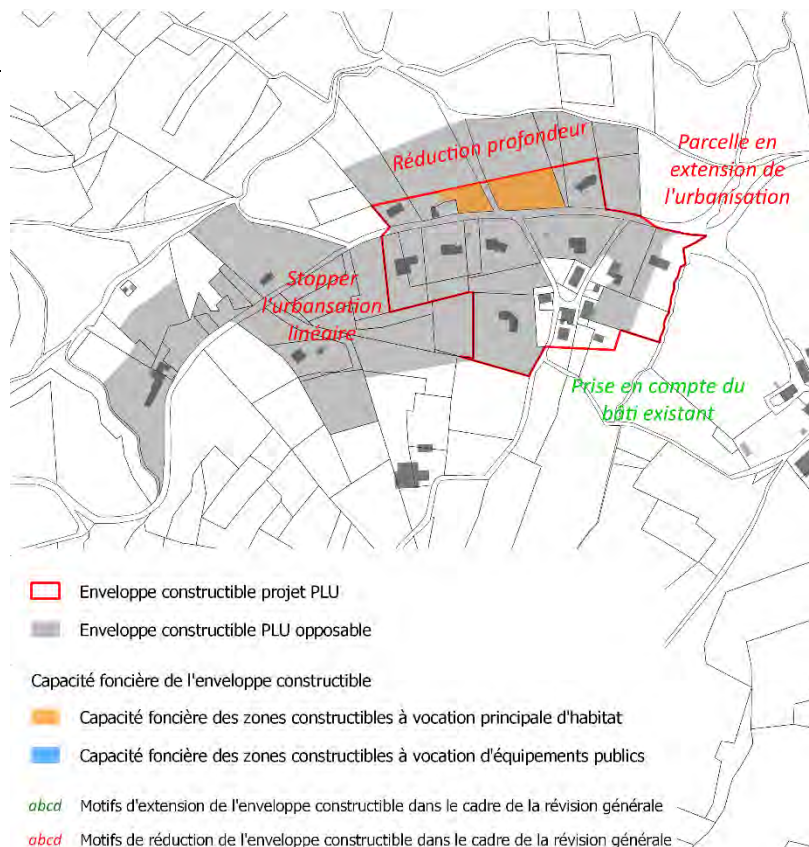 Réduction profondeur
Parcelle en
extension de
l'urbanisation
Stopper
l'urbansation
linéaire
Prise en compte du
bâti existant
Enveloppe constructible projet PLU
Enveloppe constructible PLU opposable
Capacité foncière de l'enveloppe constructible
Capacité foncière des zones constructibles à vocation principale d'habitat
Capacité foncière des zones constructibles à vocation d'équipements publics
abcd Motifs d'extension de l'enveloppe constructible dans le cadre de la révision générale
abcd Motifs de réduction de l'enveloppe constructible dans le cadre de la révision générale